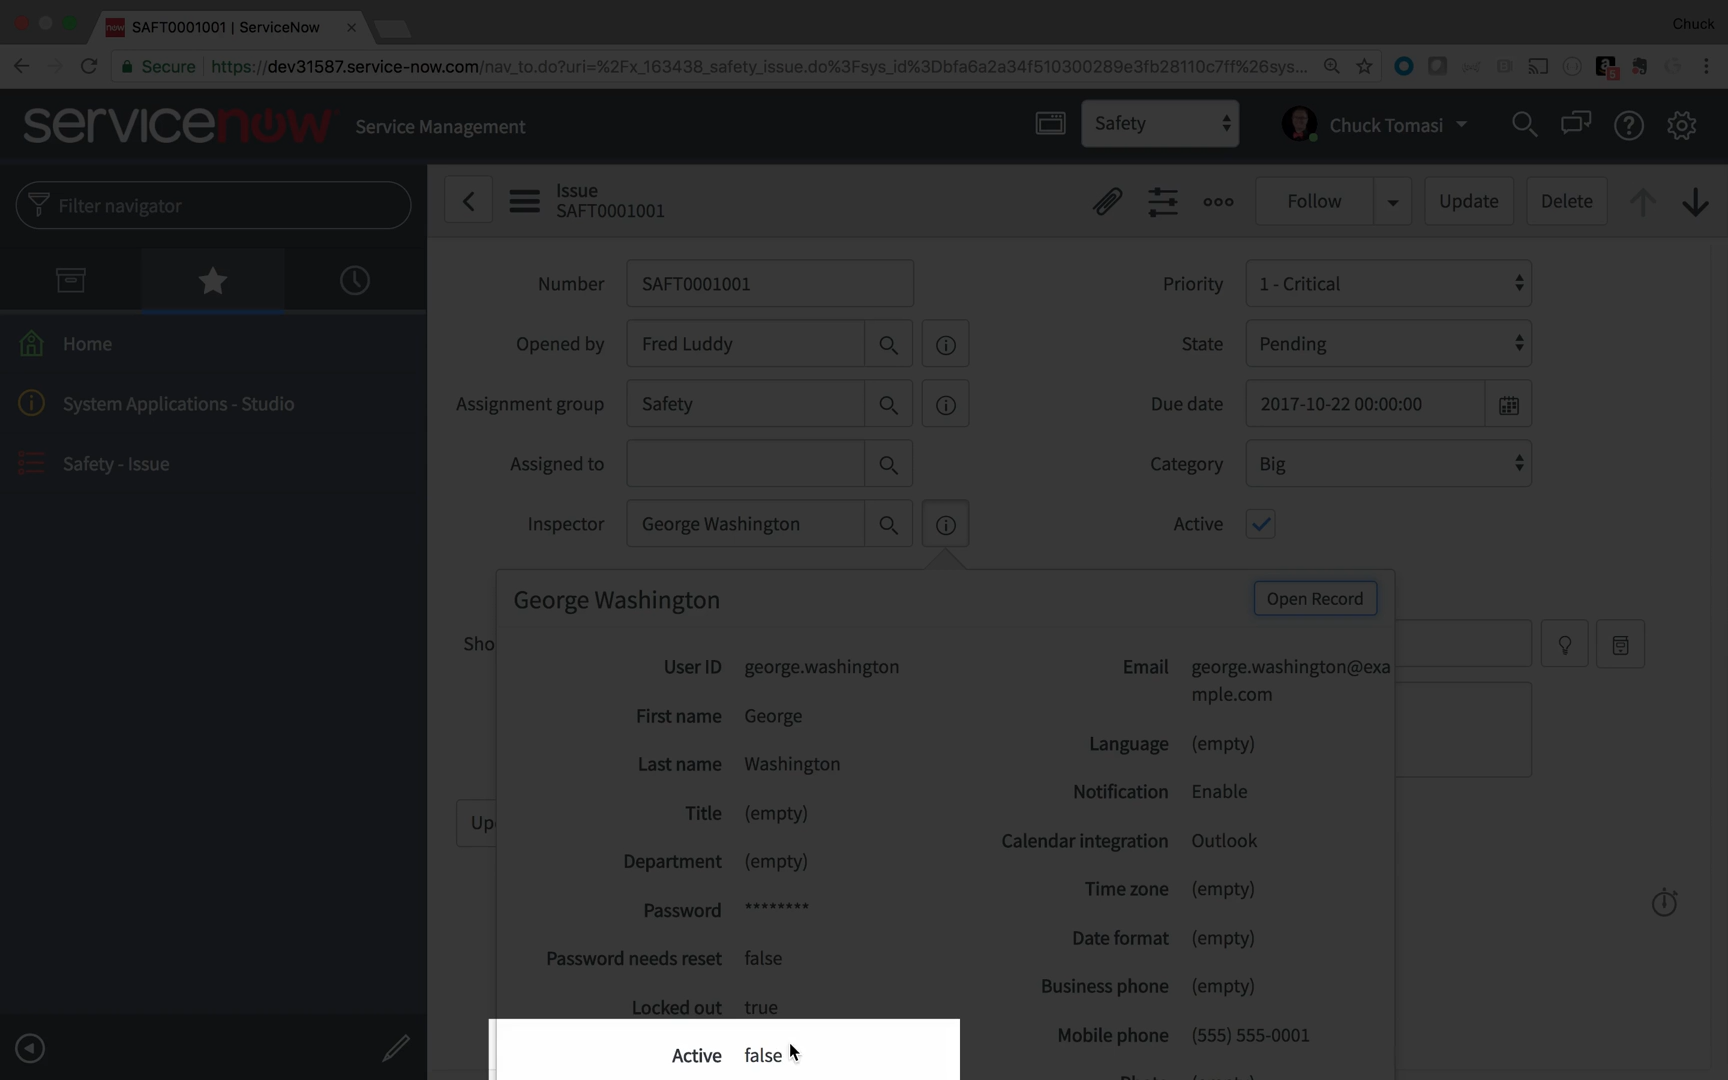 SAFT0001001 | ServiceNow
Chuck
Secure
https://dev31587.service-now.com/nav_to.do?uri=%2Fx_163438_safety_issue.do%3Fsys_id%3Dbfa6a2a34f510300289e3fb28110c7ff%26sys...
servicenow
Service Management
Safety
Chuck Tomasi
Filter navigator
Issue
SAFT0001001
Follow
Update
Delete
Home
System Applications - Studio
Safety - Issue
Number SAFT0001001
Priority 1 - Critical
Opened by Fred Luddy
State Pending
Assignment group Safety
Due date 2017-10-22 00:00:00
Assigned to
Category Big
Inspector George Washington
Active
George Washington
Open Record
Sho
Up
User ID george.washington
First name George
Last name Washington
Title (empty)
Department (empty)
Password ********
Password needs reset false
Locked out true
Active false
Email george.washington@exa
mple.com
Language (empty)
Notification Enable
Calendar integration Outlook
Time zone (empty)
Date format (empty)
Business phone (empty)
Mobile phone (555) 555-0001